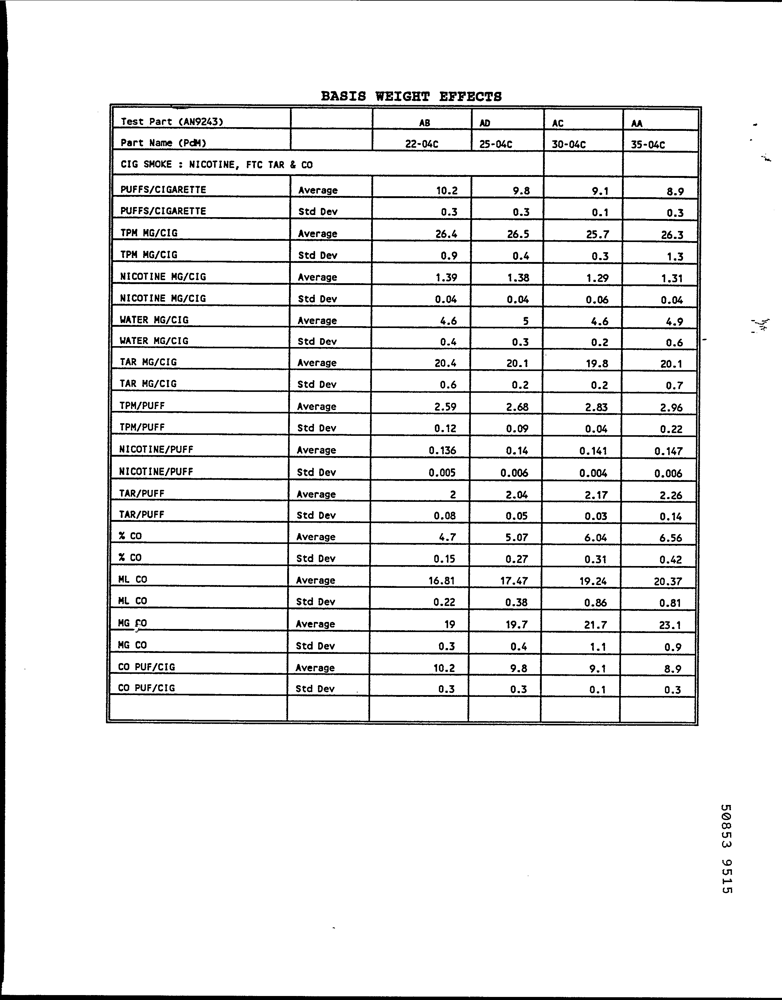 BASIS WEIGHT EFFECTS
Test Part (AN9243) AB AD AC AA
Part Name (PdM) 22-04C 25-04C 30-04C 35-04C
CIG SMOKE : NICOTINE, FTC TAR & CO
PUFFS/CIGARETTE Average 10.2 9.8 9.1 8.9
PUFFS/CIGARETTE Std Dev 0.3 0.3 0.1 0.3
TPM MG/CIG Average 26.4 26.5 25.7 26.3
TPM MG/CIG Std Dev 0.9 0.4 0.3 1.3
NICOTINE MG/CIG Average 1.39 1.38 1.29 1.31
NICOTINE MG/CIG Std Dev 0.04 0.04 0.06 0.04
WATER MG/CIG Average 4.6 5 4.6 4.9
WATER MG/CIG Std Dev 0.4 0.3 0.2 0.6
TAR MG/CIG Average 20.4 20.1 19.8 20.1
TAR MG/CIG Std Dev 0.6 0.2 0.2 0.7
TPM/PUFF Average 2.59 2.68 2.83 2.96
TPM/PUFF Std Dev 0.12 0.09 0.04 0.22
NICOTINE/PUFF Average 0.136 0.14 0.141 0.147
NICOTINE/PUFF Std Dev 0.005 0.006 0.004 0.006
TAR/PUFF Average 2 2.04 2.17 2.26
TAR/PUFF Std Dev 0.08 0.05 0.03 0.14
% CO Average 4.7 5.07 6.04 6.56
% CO Std Dev 0.15 0.27 0.31 0.42
ML CO Average 16.81 17.47 19.24 20.37
ML CO Std Dev 0.22 0.38 0.86 0.81
MG CO Average 19 19.7 21.7 23.1
MG CO Std Dev 0.3 0.4 1.1 0.9
CO PUF/CIG Average 10.2 9.8 9.1 8.9
CO PUF/CIG Std Dev 0.3 0.3 0.1 0.3
50853 9515